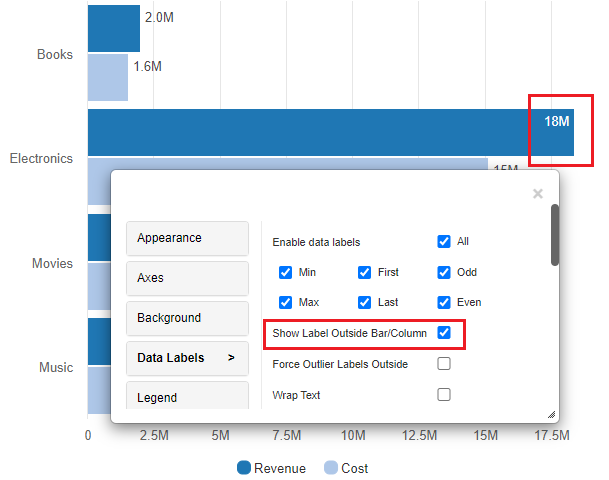 2.0M
Books
1.6M
18M
Electronics
15M
×
Appearance
Enable data labels All
Axes
Min First Odd
Background
Max Last Even
Movies
Show Label Outside Bar/Column
Data Labels >
Force Outlier Labels Outside
Music
Legend
Wrap Text
0 2.5M 5M 7.5M 10M 12.5M 15M 17.5M
Revenue Cost